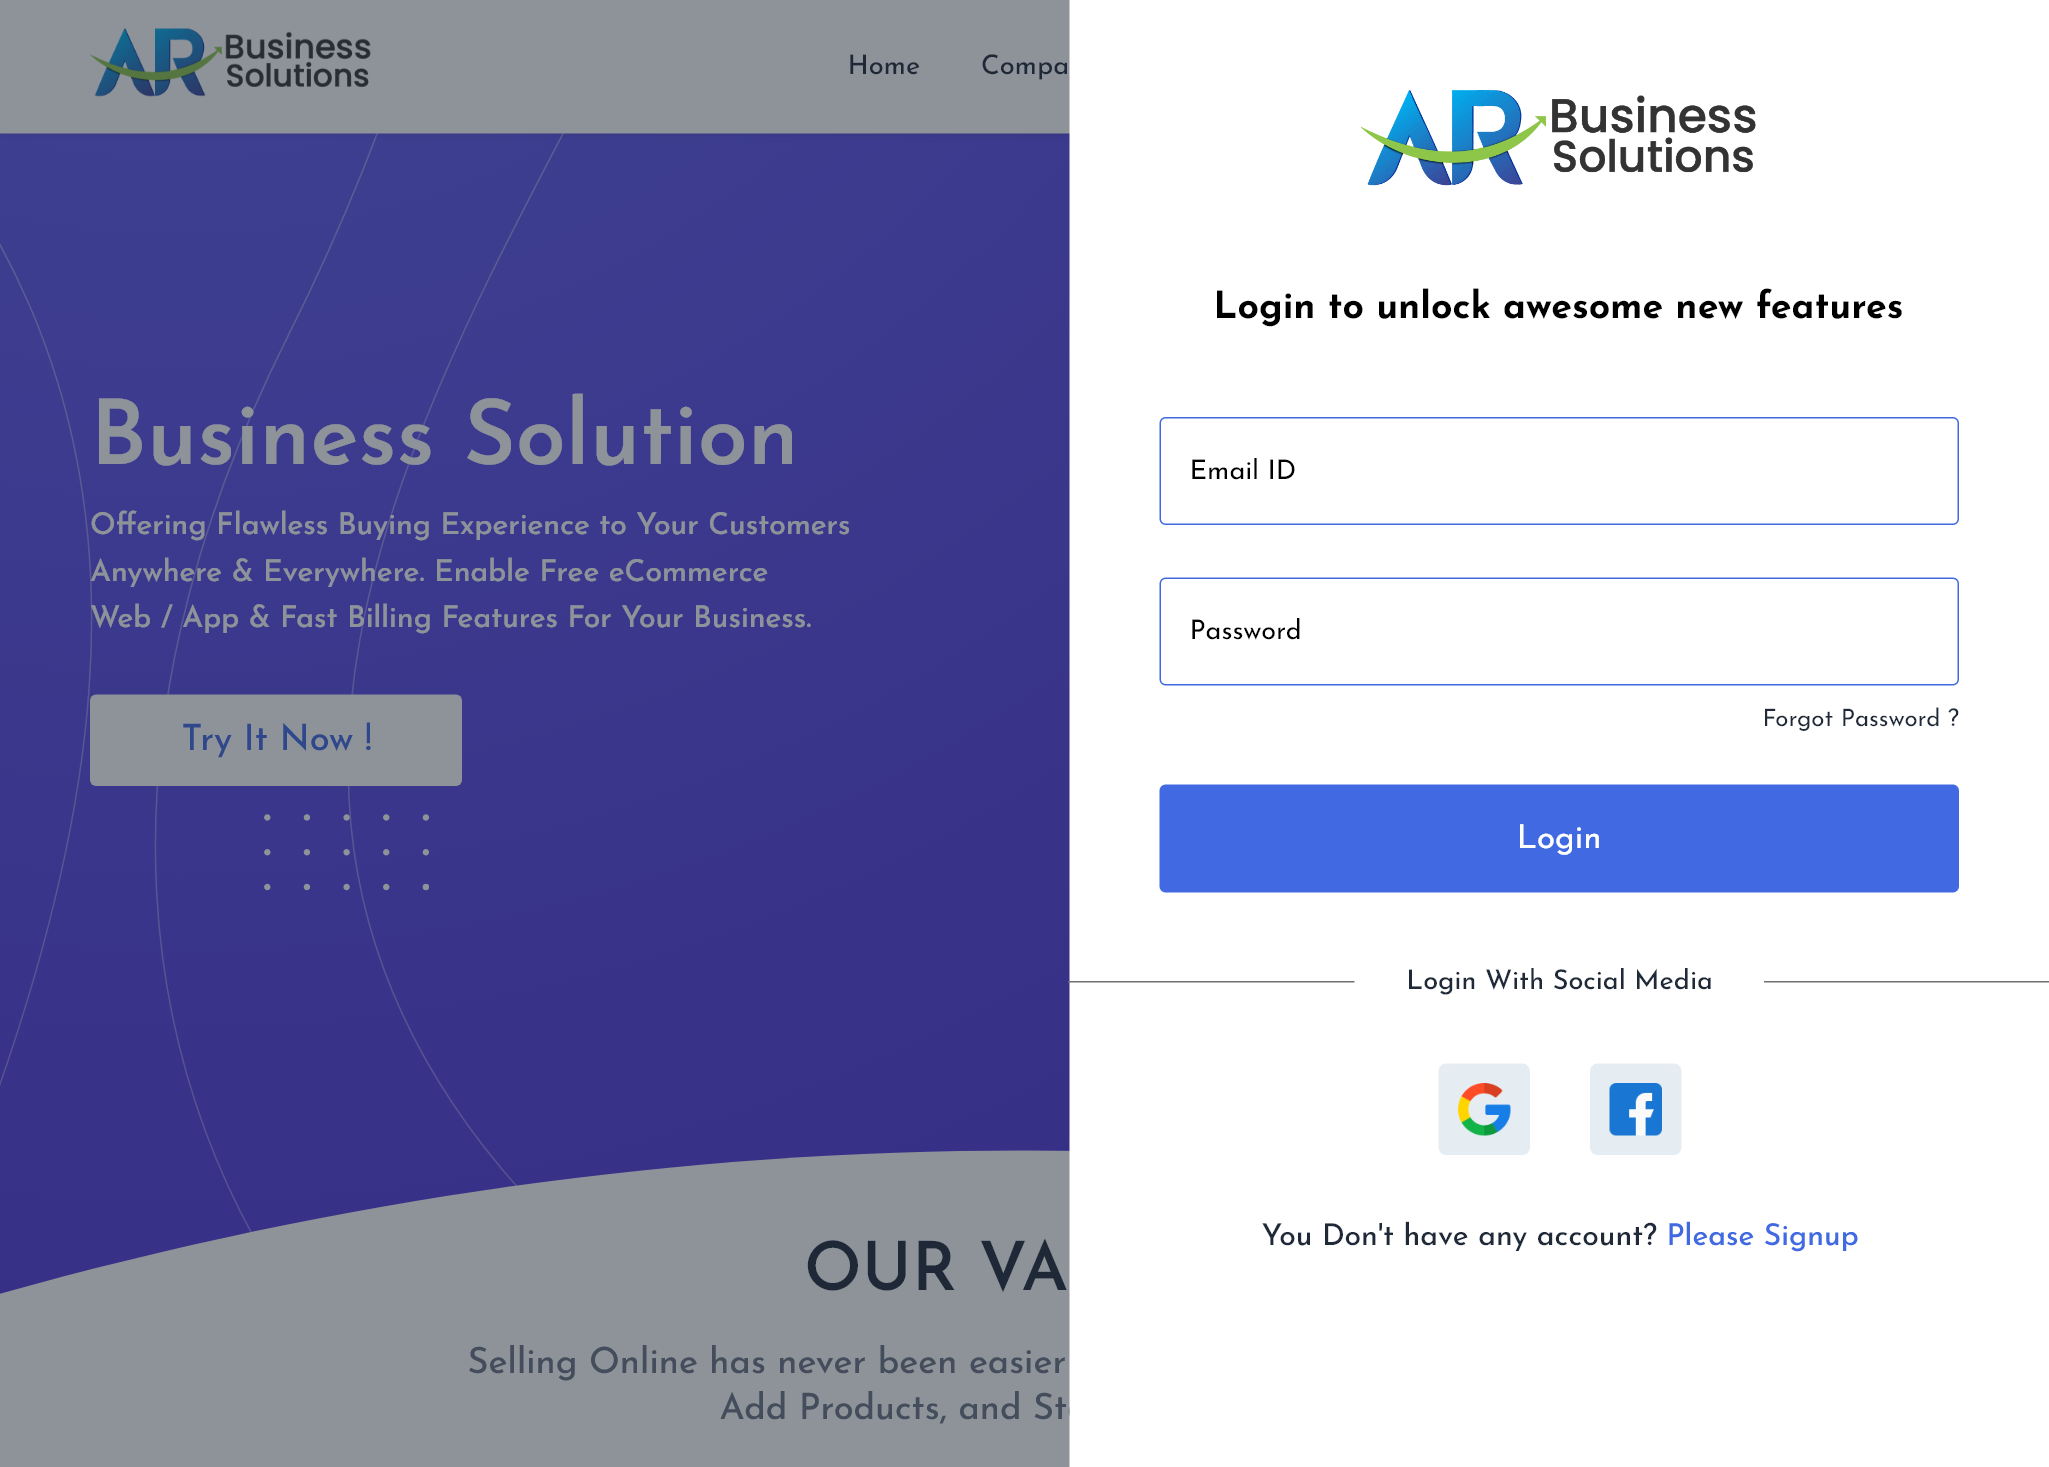 AR Business
Solutions
Home Compa
Business Solution
Offering Flawless Buying Experience to Your Customers
Anywhere & Everywhere. Enable Free eCommerce
Web / App & Fast Billing Features For Your Business.
Try It Now !
OUR VA
Selling Online has never been easier
Add Products, and St
AR Business
Solutions
Login to unlock awesome new features
Email ID
Password
Forgot Password ?
Login
Login With Social Media
You Don't have any account? Please Signup